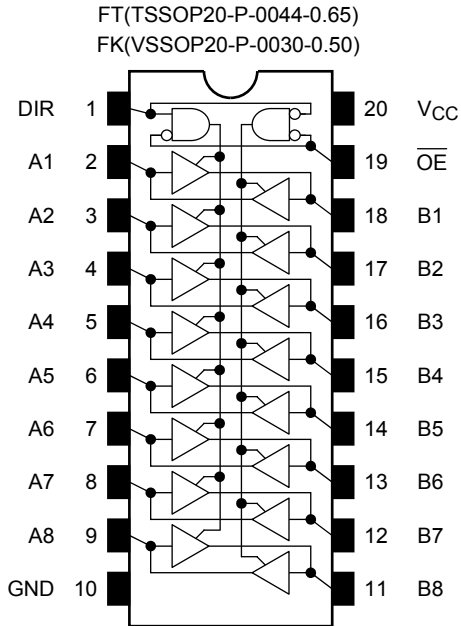 FT(TSSOP20-P-0044-0.65)
FK(VSSOP20-P-0030-0.50)
DIR 1 20 VCC
A1 2 19 OE
A2 3 18 B1
A3 4 17 B2
A4 5 16 B3
A5 6 15 B4
A6 7 14 B5
A7 8 13 B6
A8 9 12 B7
GND 10 11 B8